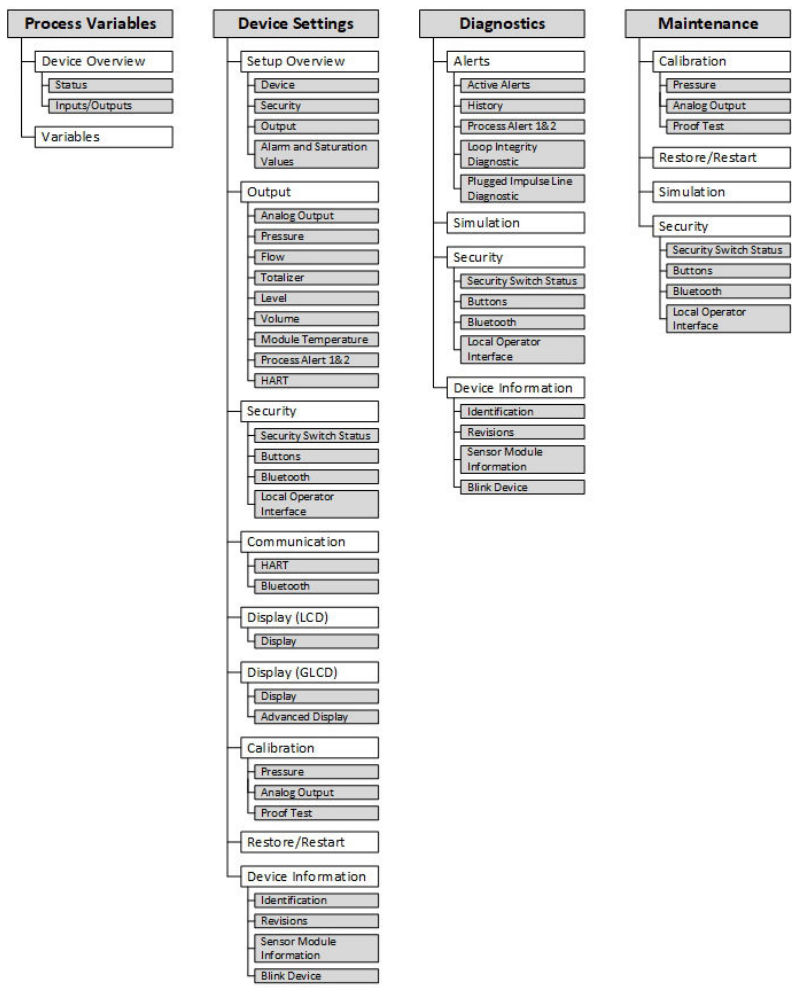 Process Variables
Device Overview
Status
Inputs/Outputs
Variables
Device Settings
Setup Overview
Device
Security
Output
Alarm and Saturation
Values
Output
Analog Output
Pressure
Flow
Totalizer
Level
Volume
Module Temperature
Process Alert 1&2
HART
Security
Security Switch Status
Buttons
Bluetooth
Local Operator
Interface
Communication
HART
Bluetooth
Display (LCD)
Display
Display (GLCD)
Display
Advanced Display
Calibration
Pressure
Analog Output
Proof Test
Restore/Restart
Device Information
Identification
Revisions
Sensor Module
Information
Blink Device
Diagnostics
Alerts
Active Alerts
History
Process Alert 1&2
Loop Integrity
Diagnostic
Plugged Impulse Line
Diagnostic
Simulation
Security
Security Switch Status
Buttons
Bluetooth
Local Operator
Interface
Device Information
Identification
Revisions
Sensor Module
Information
Blink Device
Maintenance
Calibration
Pressure
Analog Output
Proof Test
Restore/Restart
Simulation
Security
Security Switch Status
Buttons
Bluetooth
Local Operator
Interface